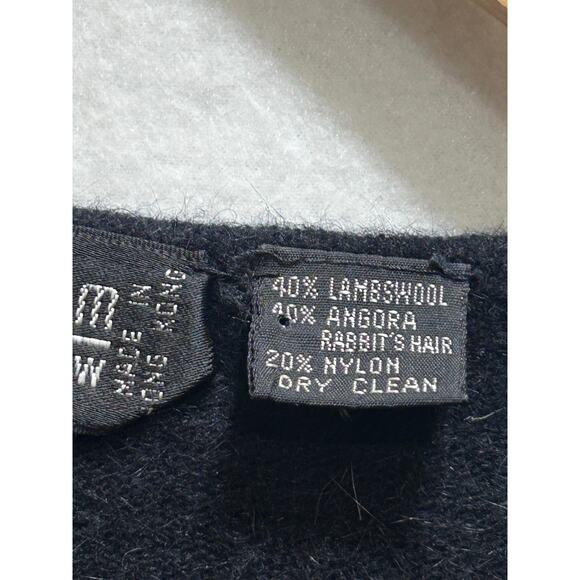 m
W
MADE IN
HONG KONG
40% LAMBSWOOL
40% ANGORA
RABBIT'S HAIR
20% NYLON
DRY CLEAN